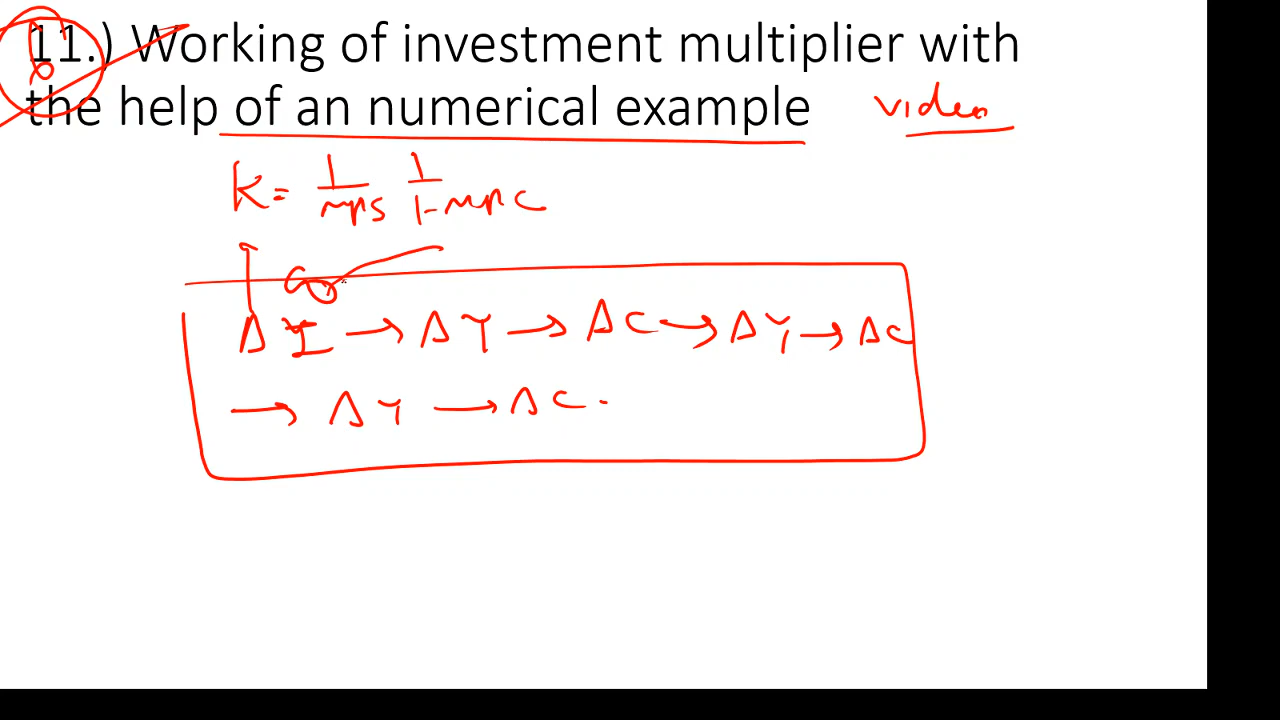 11.) Working of investment multiplier with
the help of an numerical example video
K = 1/mps 1/1-mpc
ΔI → ΔY → ΔC → ΔY → ΔC
→ ΔY → ΔC.